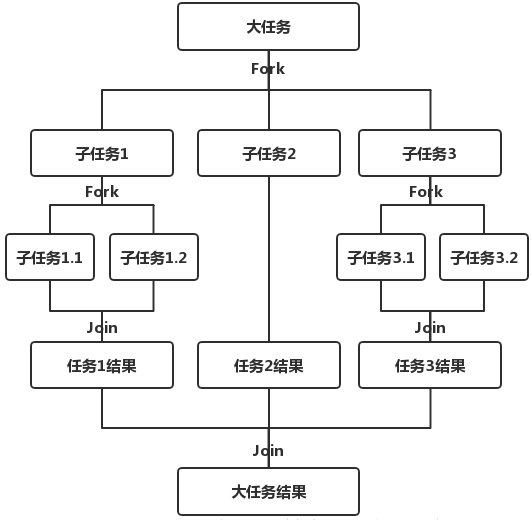 大任务
Fork
子任务1
子任务2
子任务3
Fork
Fork
子任务1.1
子任务1.2
子任务3.1
子任务3.2
Join
Join
任务1结果
任务2结果
任务3结果
Join
大任务结果